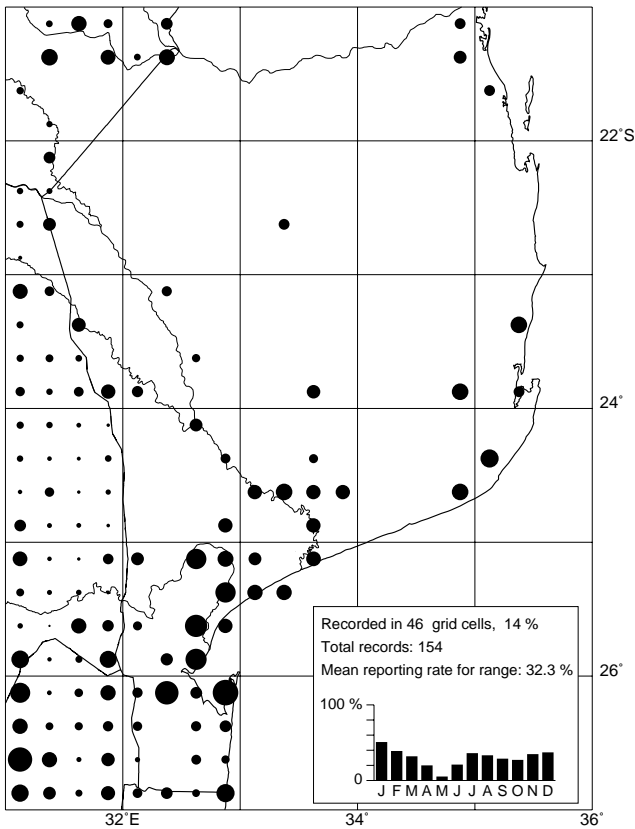 22˚S
24˚
26˚
Recorded in 46 grid cells, 14 %
Total records: 154
Mean reporting rate for range: 32.3 %
100 %
0
J F M A M J J A S O N D
32˚E 34˚ 36˚